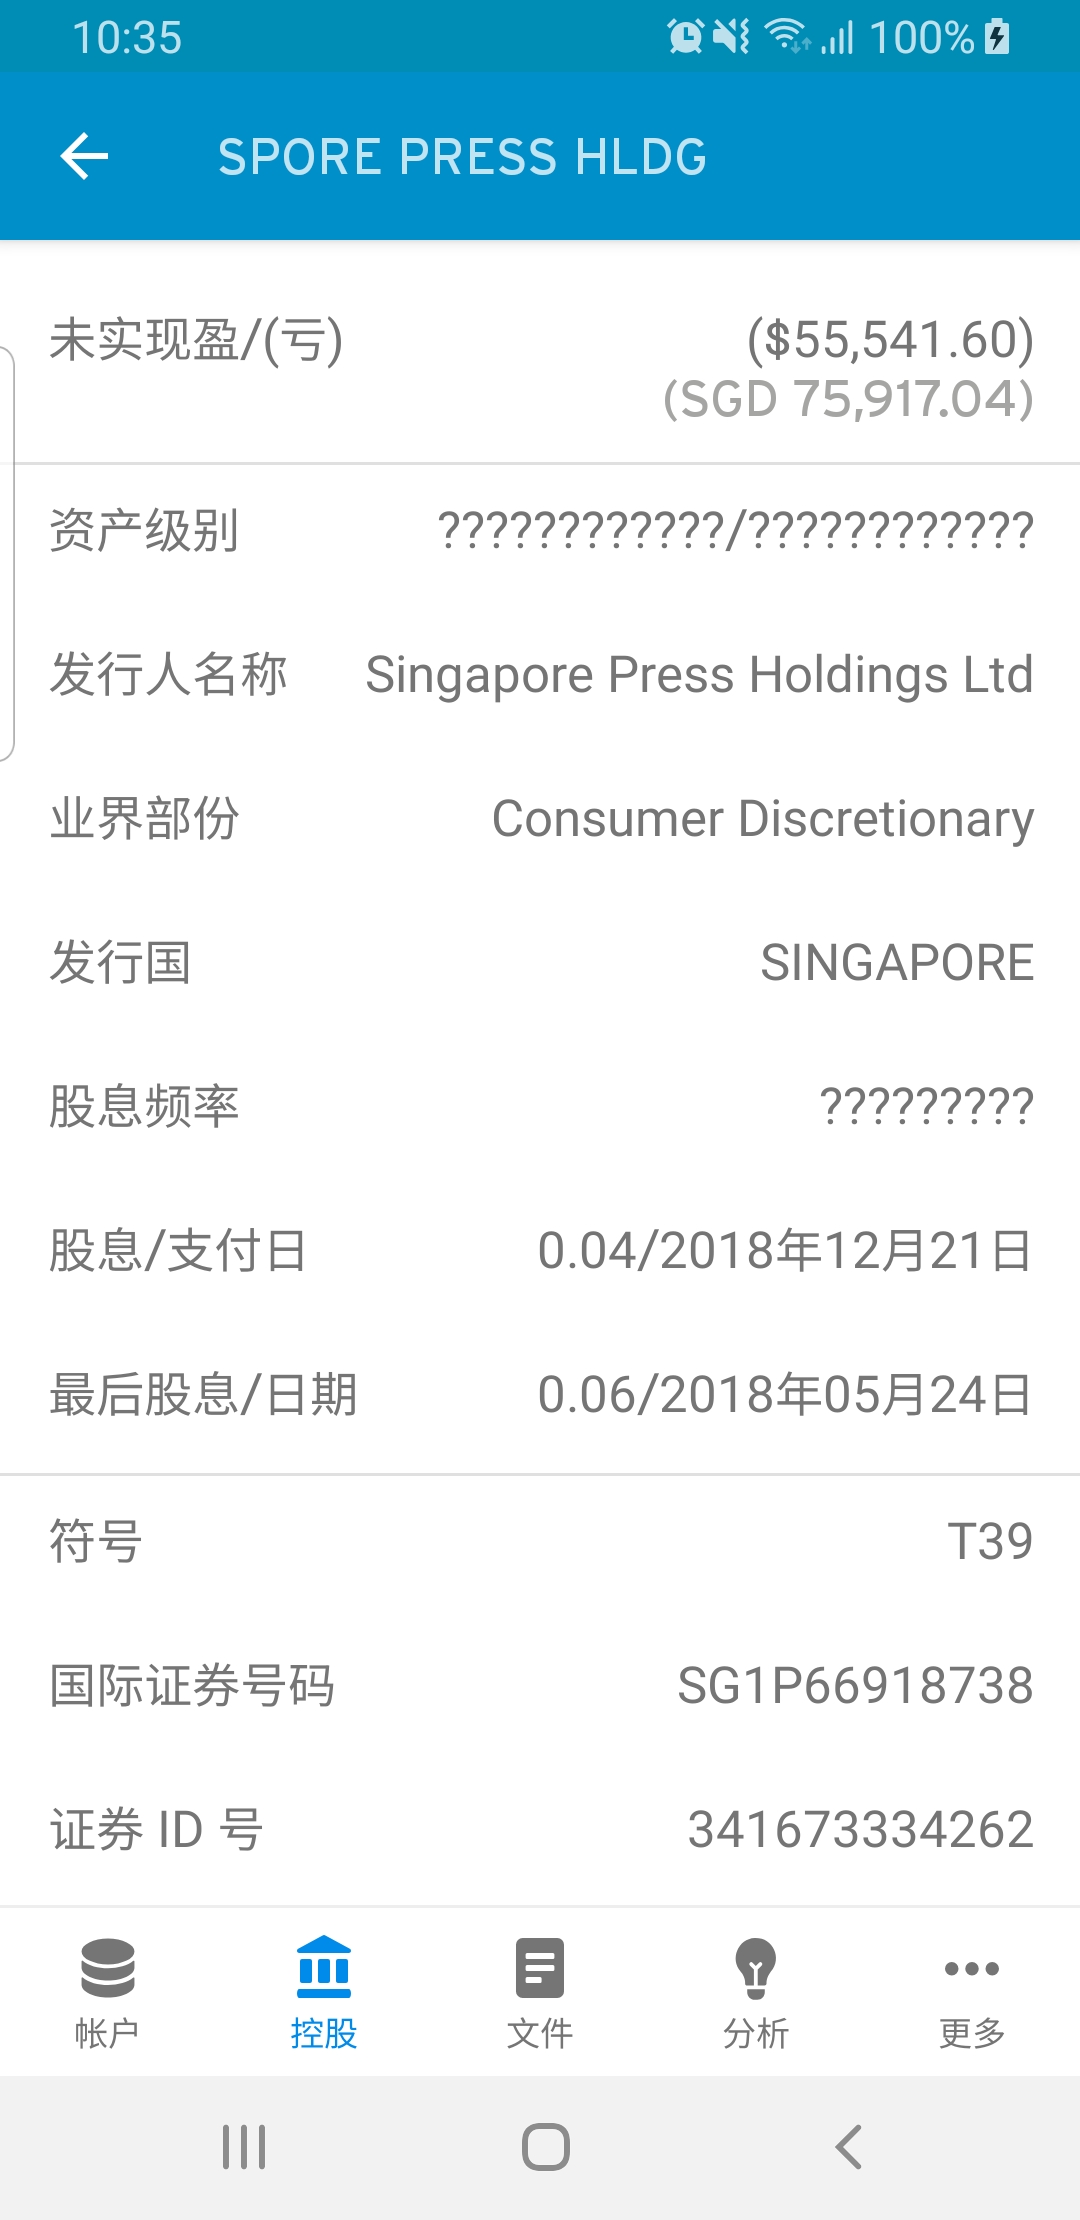 10:35 100%
SPORE PRESS HLDG
未实现盈/(亏) ($55,541.60)
(SGD 75,917.04)
资产级别 ????????????/????????????
发行人名称 Singapore Press Holdings Ltd
业界部份 Consumer Discretionary
发行国 SINGAPORE
股息频率 ?????????
股息/支付日 0.04/2018年12月21日
最后股息/日期 0.06/2018年05月24日
符号 T39
国际证券号码 SG1P66918738
证券 ID 号 341673334262
帐户 控股 文件 分析 更多